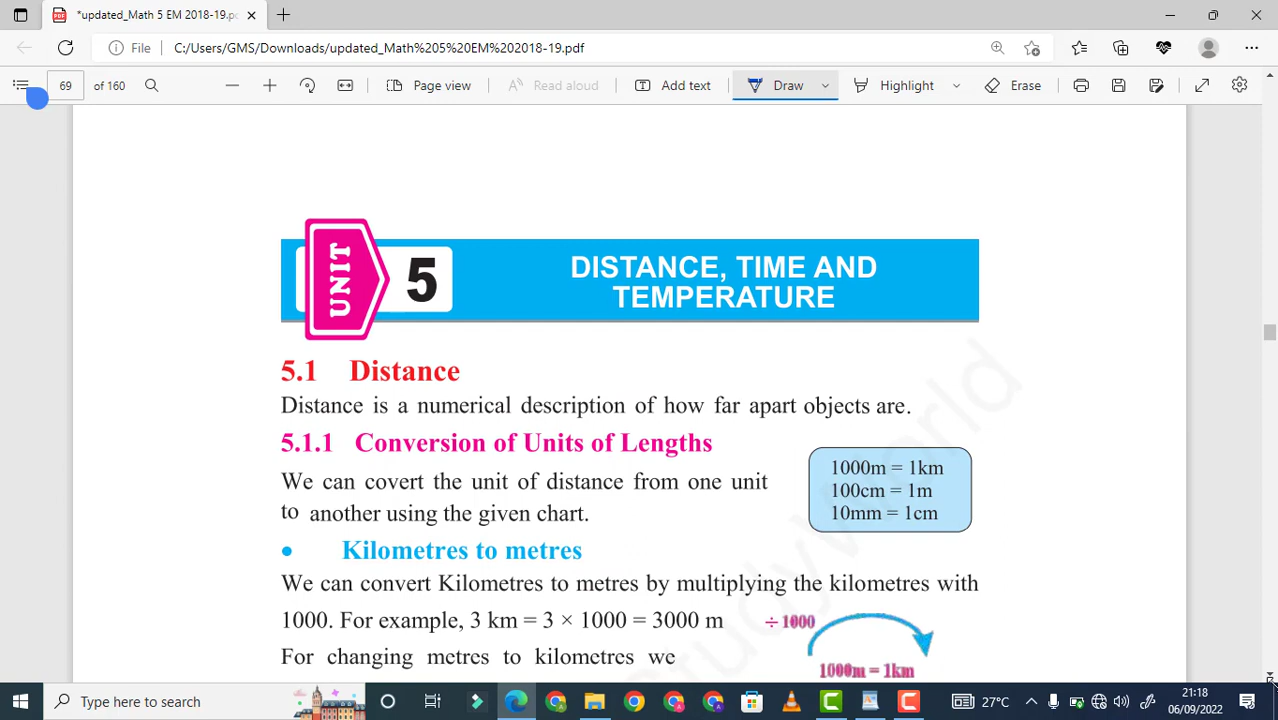 *updated_Math 5 EM 2018-19.pdf
File
C:/Users/GMS/Downloads/updated_Math%205%20EM%202018-19.pdf
69 of 160
Page view
Read aloud
Add text
Draw
Highlight
Erase
UNIT 5
DISTANCE, TIME AND
TEMPERATURE
5.1 Distance
Distance is a numerical description of how far apart objects are.
5.1.1 Conversion of Units of Lengths
We can covert the unit of distance from one unit
to another using the given chart.
1000m = 1km
100cm = 1m
10mm = 1cm
• Kilometres to metres
We can convert Kilometres to metres by multiplying the kilometres with
1000. For example, 3 km = 3 × 1000 = 3000 m
÷ 1000
For changing metres to kilometres we
1000m = 1km
Study World
Type here to search
27°C
21:18
06/09/2022